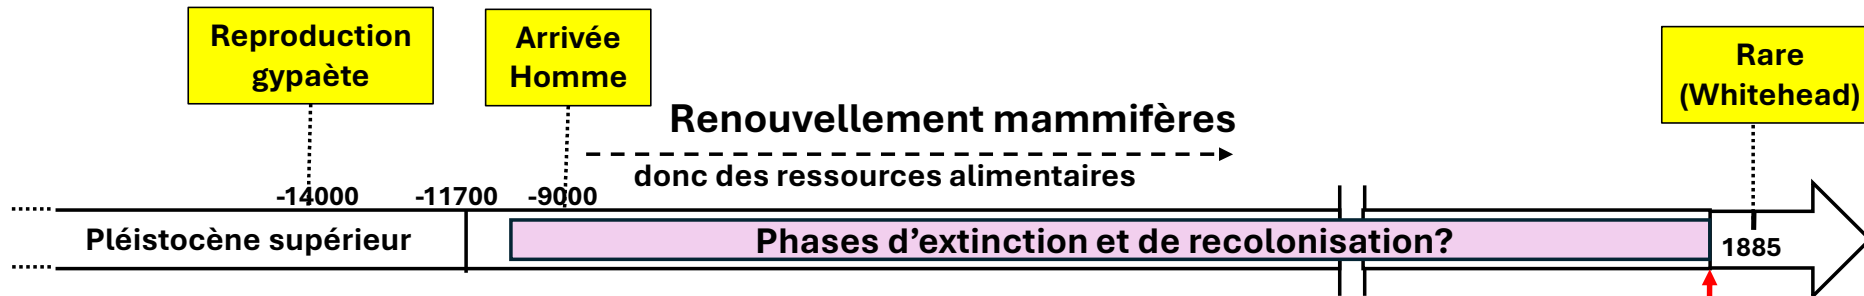 Reproduction
gypaète
Arrivée
Homme
Rare
(Whitehead)
Renouvellement mammifères
donc des ressources alimentaires
-14000
-11700
-9000
Pléistocène supérieur
Phases d’extinction et de recolonisation?
1885